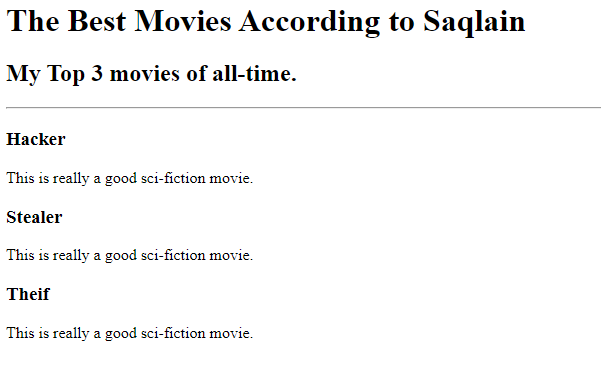 The Best Movies According to Saqlain
My Top 3 movies of all-time.
Hacker
This is really a good sci-fiction movie.
Stealer
This is really a good sci-fiction movie.
Theif
This is really a good sci-fiction movie.